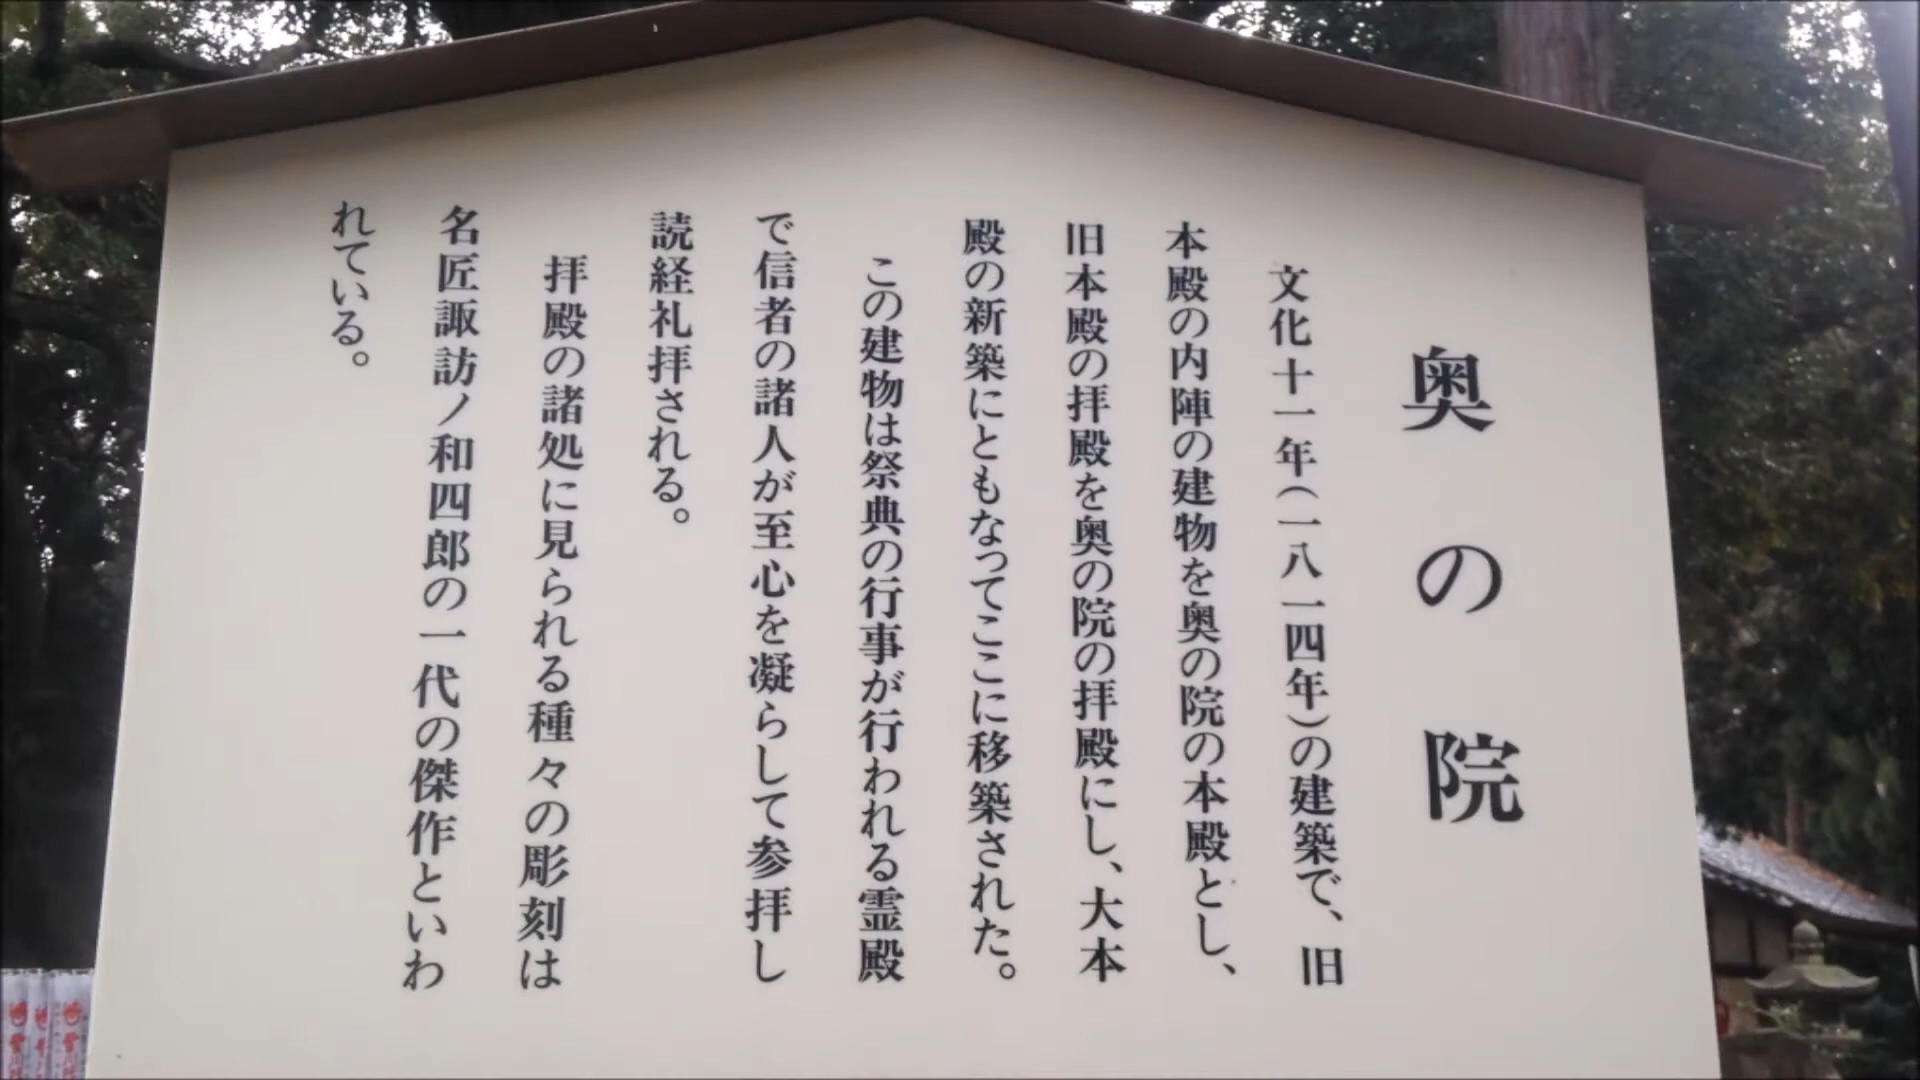 奥の院
文化十一年(一八一四年)の建築で、旧
本殿の内陣の建物を奥の院の本殿とし、
旧本殿の拝殿を奥の院の拝殿にし、大本
殿の新築にともなってここに移築された。
この建物は祭典の行事が行われる霊殿
で信者の諸人が至心を凝らして参拝し
読経礼拝される。
拝殿の諸処に見られる種々の彫刻は
名匠諏訪ノ和四郎の一代の傑作といわ
れている。